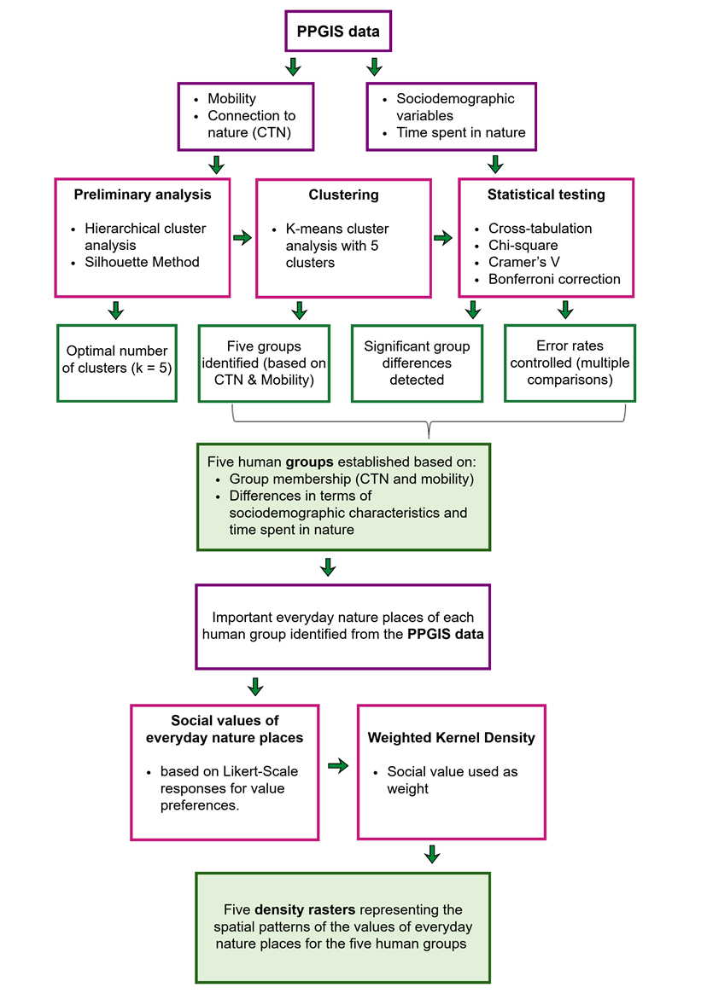 PPGIS data
• Mobility
• Connection to
nature (CTN)
• Sociodemographic
variables
• Time spent in nature
Preliminary analysis
• Hierarchical cluster
analysis
• Silhouette Method
Clustering
• K-means cluster
analysis with 5
clusters
Statistical testing
• Cross-tabulation
• Chi-square
• Cramer's V
• Bonferroni correction
Optimal number
of clusters (k = 5)
Five groups
identified (based on
CTN & Mobility)
Significant group
differences
detected
Error rates
controlled (multiple
comparisons)
Five human groups established based on:
• Group membership (CTN and mobility)
• Differences in terms of
sociodemographic characteristics and
time spent in nature
Important everyday nature places of each
human group identified from the PPGIS data
Social values of
everyday nature places
• based on Likert-Scale
responses for value
preferences.
Weighted Kernel Density
• Social value used as
weight
Five density rasters representing the
spatial patterns of the values of everyday
nature places for the five human groups